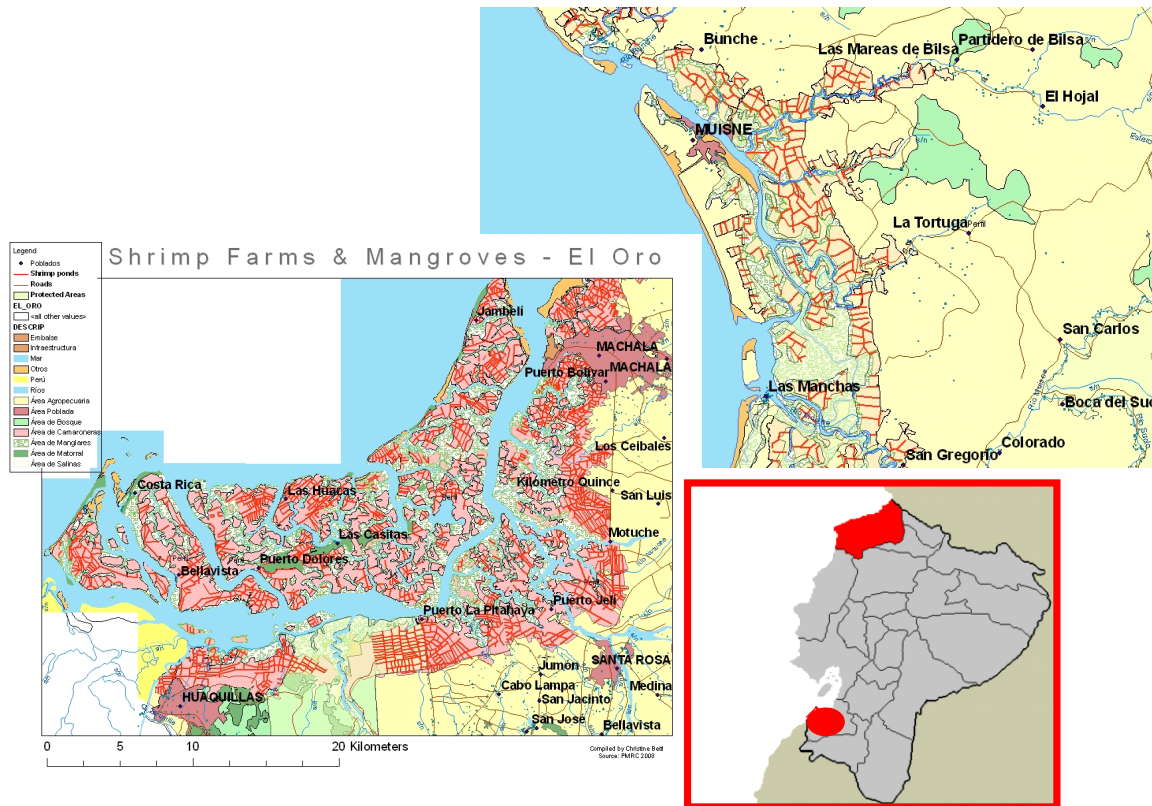 Bunche
Las Mareas de Bilsa
Partidero de Bilsa
El Hojal
MUISNE
s/n
La Tortuga
Perfil
San Carlos
Las Manchas
Boca del Suc
San Gregorio
Colorado
Shrimp Farms & Mangroves - El Oro
Legend
Poblados
Shrimp ponds
Roads
Protected Areas
EL_ORO
<all other values>
DESCRIP
Embalse
Infraestructura
Mar
Otros
Perú
Ríos
Área Agropecuaria
Área Poblada
Área de Bosque
Área de Camaroneras
Área de Manglares
Área de Matorral
Área de Salinas
Jambelí
MACHALA
Puerto Bolívar
MACHALA
Los Ceibales
Costa Rica
Las Huacas
Kilómetro Quince
San Luis
Las Casitas
Motuche
Puerto Dolores
Bellavista
Puerto Jelí
Puerto La Pitahaya
SANTA ROSA
Jumón
Cabo Lampa
Medina
HUAQUILLAS
San Jacinto
San José
Bellavista
0 5 10 20 Kilometers
Compiled by Christine Beitl
Source: PMRC 2008